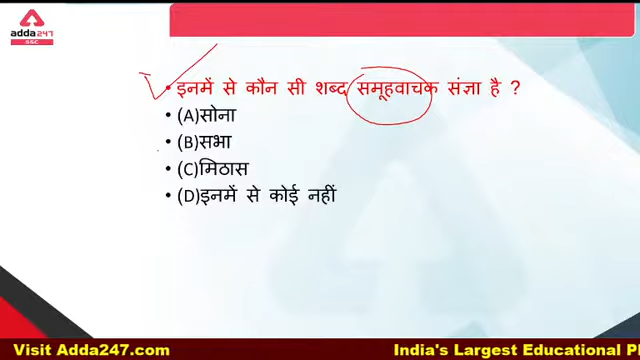 adda247
SSC
• इनमें से कौन सी शब्द समूहवाचक संज्ञा है ?
• (A)सोना
• (B)सभा
• (C)मिठास
• (D)इनमें से कोई नहीं
Visit Adda247.com
India's Largest Educational Pl